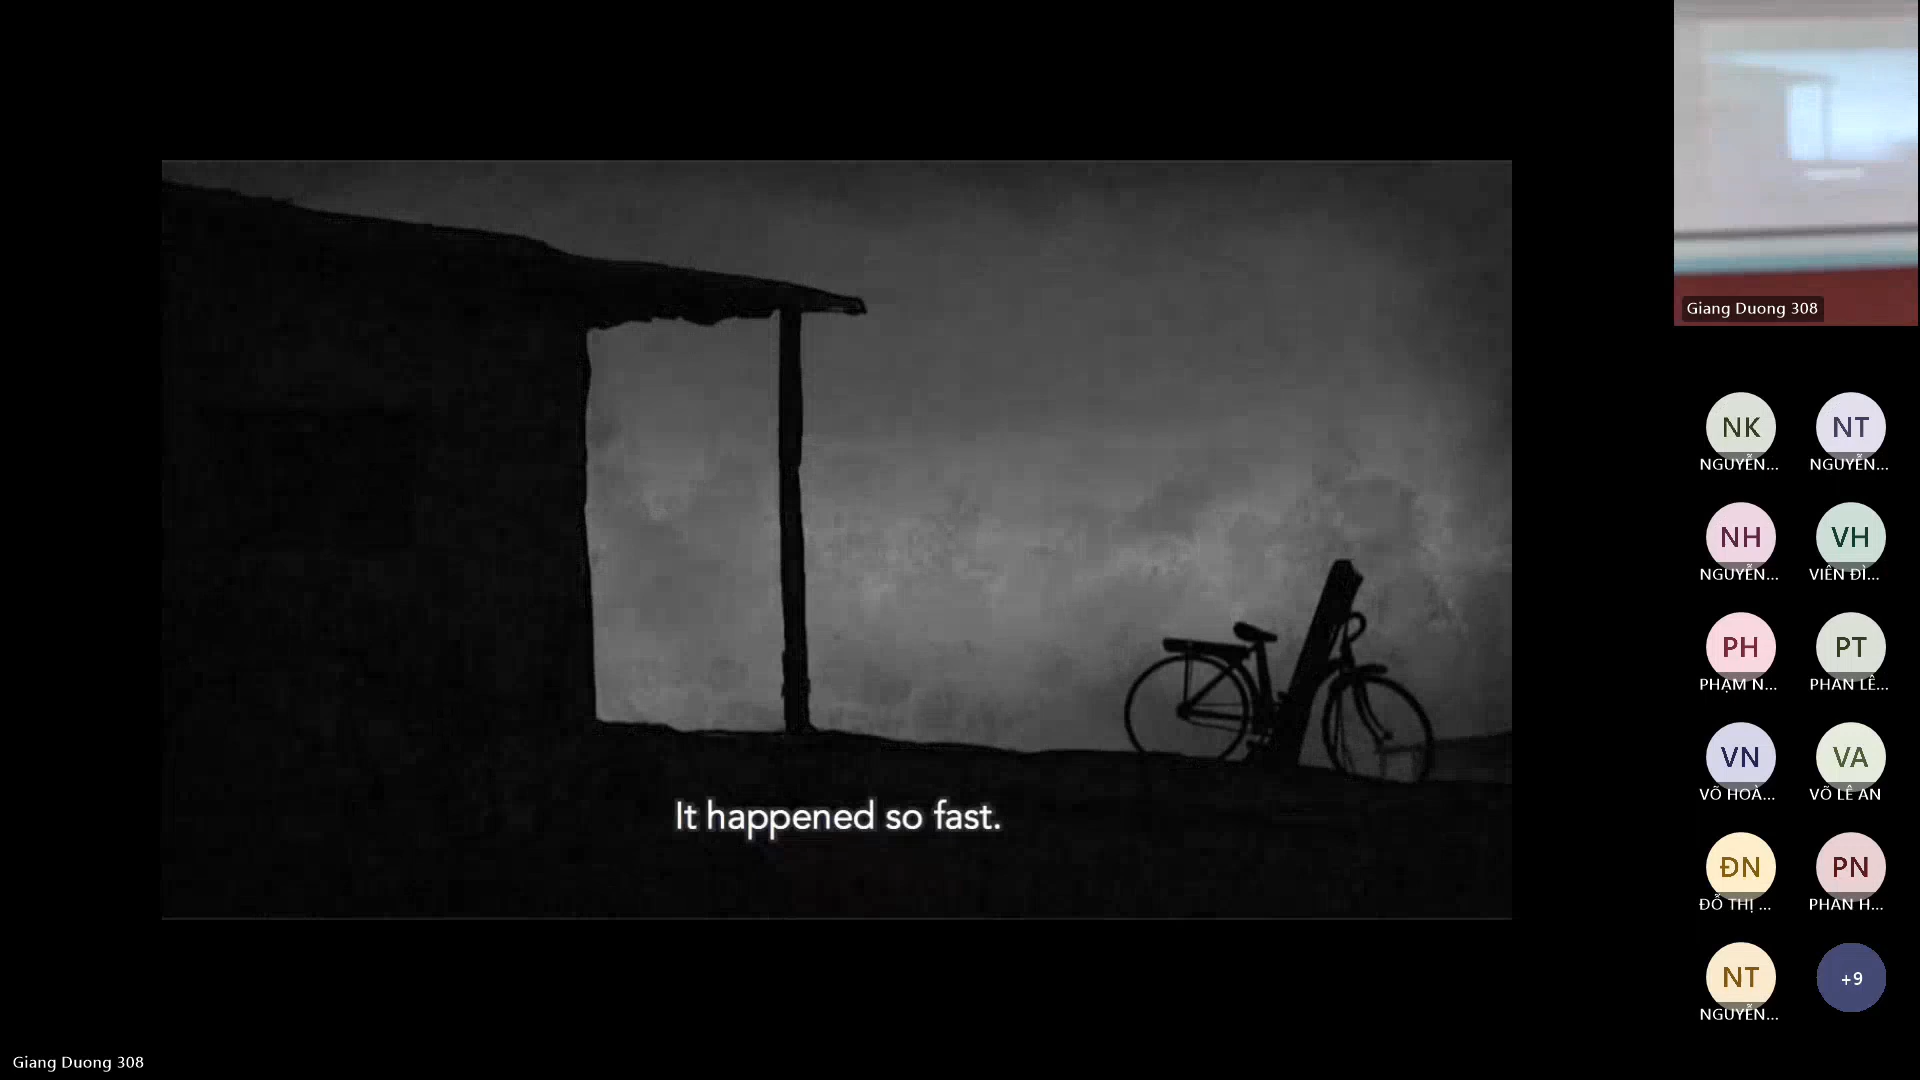 It happened so fast.
Giang Duong 308
NK
NGUYỄN...
NT
NGUYỄN...
NH
NGUYỄN...
VH
VIÊN ĐÌ...
PH
PHẠM N...
PT
PHAN LÊ...
VN
VÕ HOÀ...
VA
VÕ LÊ AN
ĐN
ĐỖ THỊ ...
PN
PHAN H...
NT
NGUYỄN...
+9
Giang Duong 308